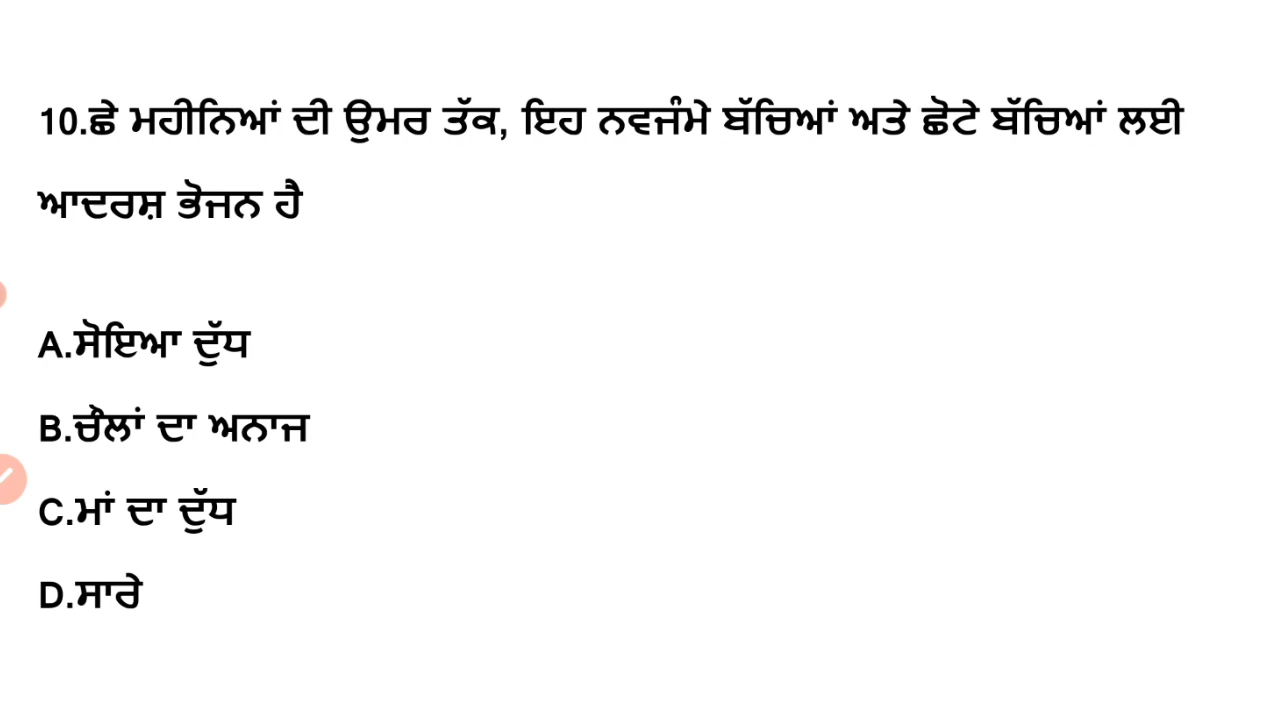 10.ਛੇ ਮਹੀਨਿਆਂ ਦੀ ਉਮਰ ਤੱਕ, ਇਹ ਨਵਜੰਮੇ ਬੱਚਿਆਂ ਅਤੇ ਛੋਟੇ ਬੱਚਿਆਂ ਲਈ
ਆਦਰਸ਼ ਭੋਜਨ ਹੈ
A.ਸੋਇਆ ਦੁੱਧ
B.ਚੌਲਾਂ ਦਾ ਅਨਾਜ
C.ਮਾਂ ਦਾ ਦੁੱਧ
D.ਸਾਰੇ